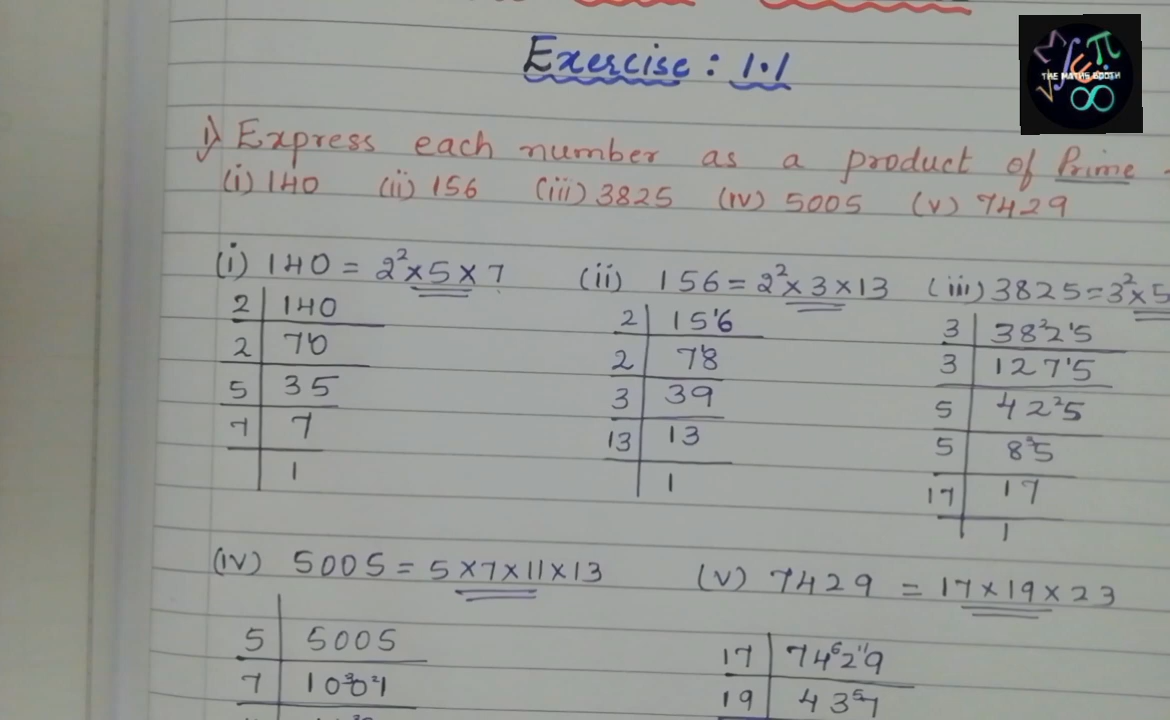 Exercise : 1.1
THE MATHS BOOTH
1) Express each number as a product of Prime
(i) 140 (ii) 156 (iii) 3825 (iv) 5005 (v) 7429
(i) 140 = 2² × 5 × 7 (ii) 156 = 2² × 3 × 13 (iii) 3825 = 3² × 5
2 | 140
2 | 70
5 | 35
7 | 7
1
2 | 156
2 | 78
3 | 39
13 | 13
1
3 | 3825
3 | 1275
5 | 425
5 | 85
17 | 17
1
(iv) 5005 = 5 × 7 × 11 × 13 (v) 7429 = 17 × 19 × 23
5 | 5005
7 | 1001
17 | 7429
19 | 437